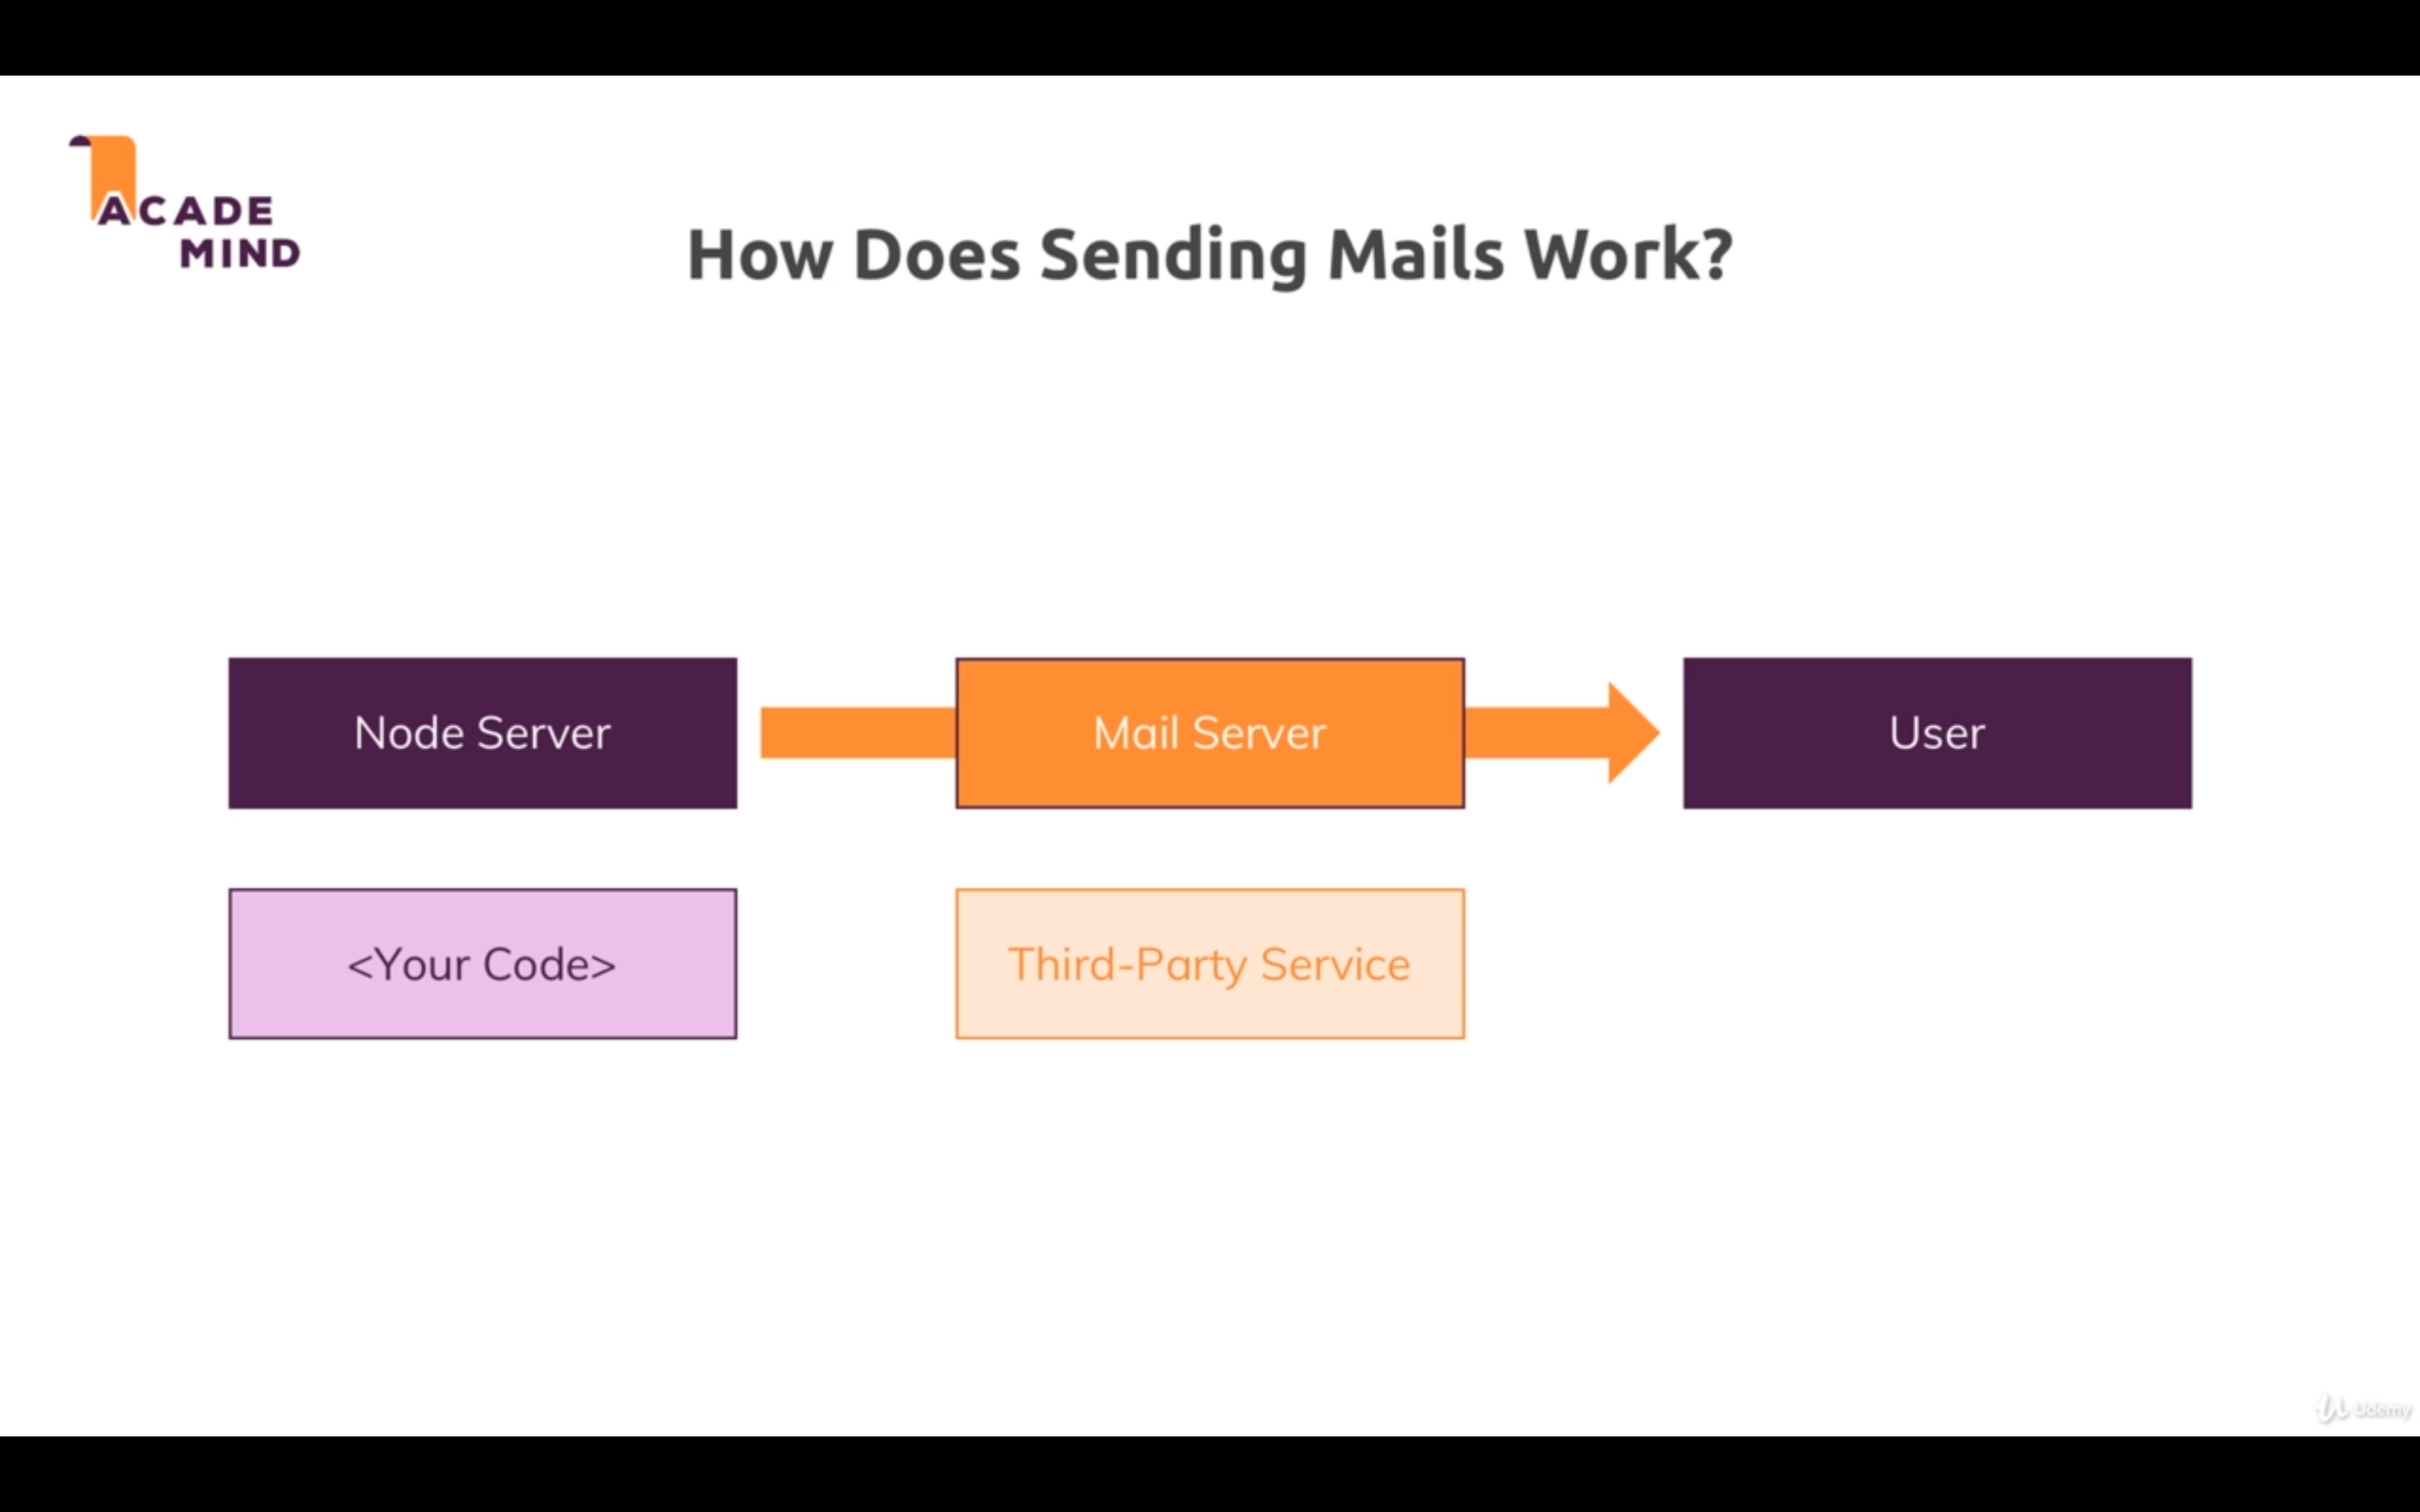 ACADE
MIND
How Does Sending Mails Work?
Node Server
Mail Server
User
<Your Code>
Third-Party Service
Udemy